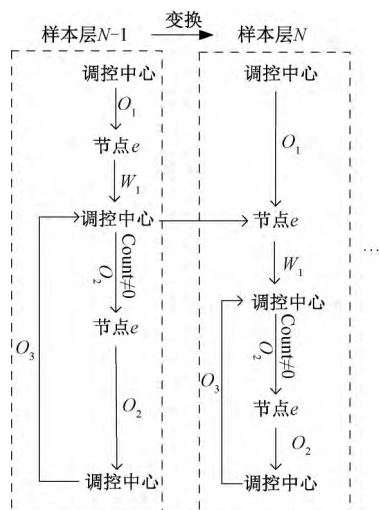 变换
样本层N-1
样本层N
调控中心
O1
节点e
W1
调控中心
Count≠0
O2
节点e
O3
O2
调控中心
调控中心
O1
节点e
W1
调控中心
Count≠0
O2
O3
节点e
O2
调控中心
...